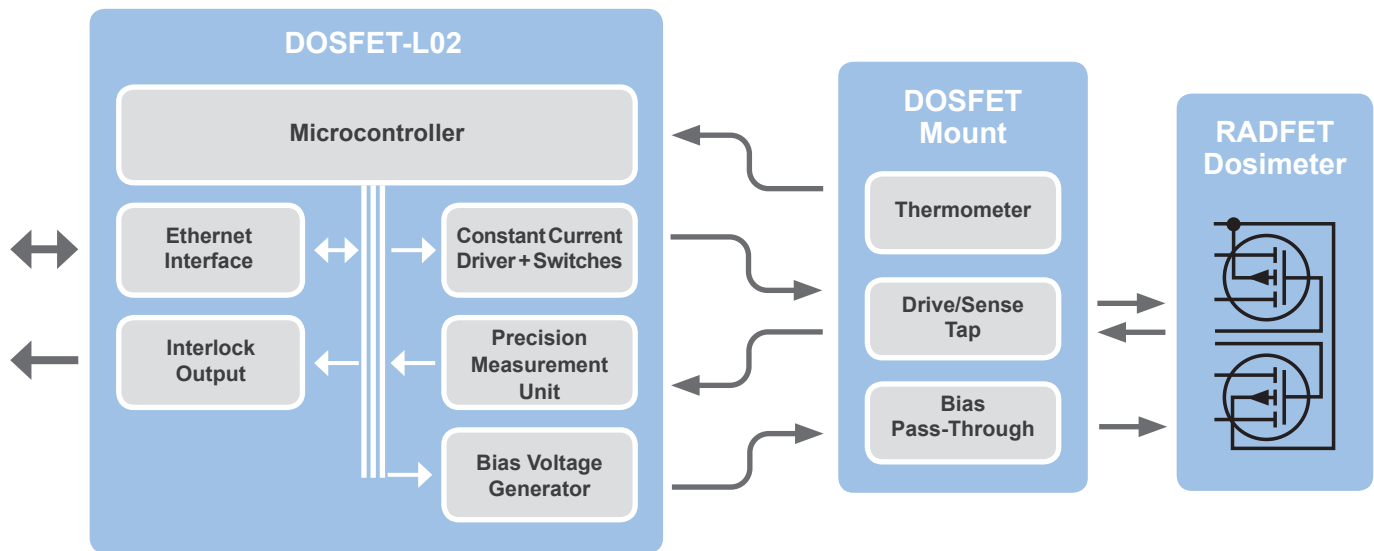 DOSFET-L02
Microcontroller
Ethernet
Interface
Constant Current
Driver + Switches
Interlock
Output
Precision
Measurement
Unit
Bias Voltage
Generator
DOSFET
Mount
Thermometer
Drive/Sense
Tap
Bias
Pass-Through
RADFET
Dosimeter